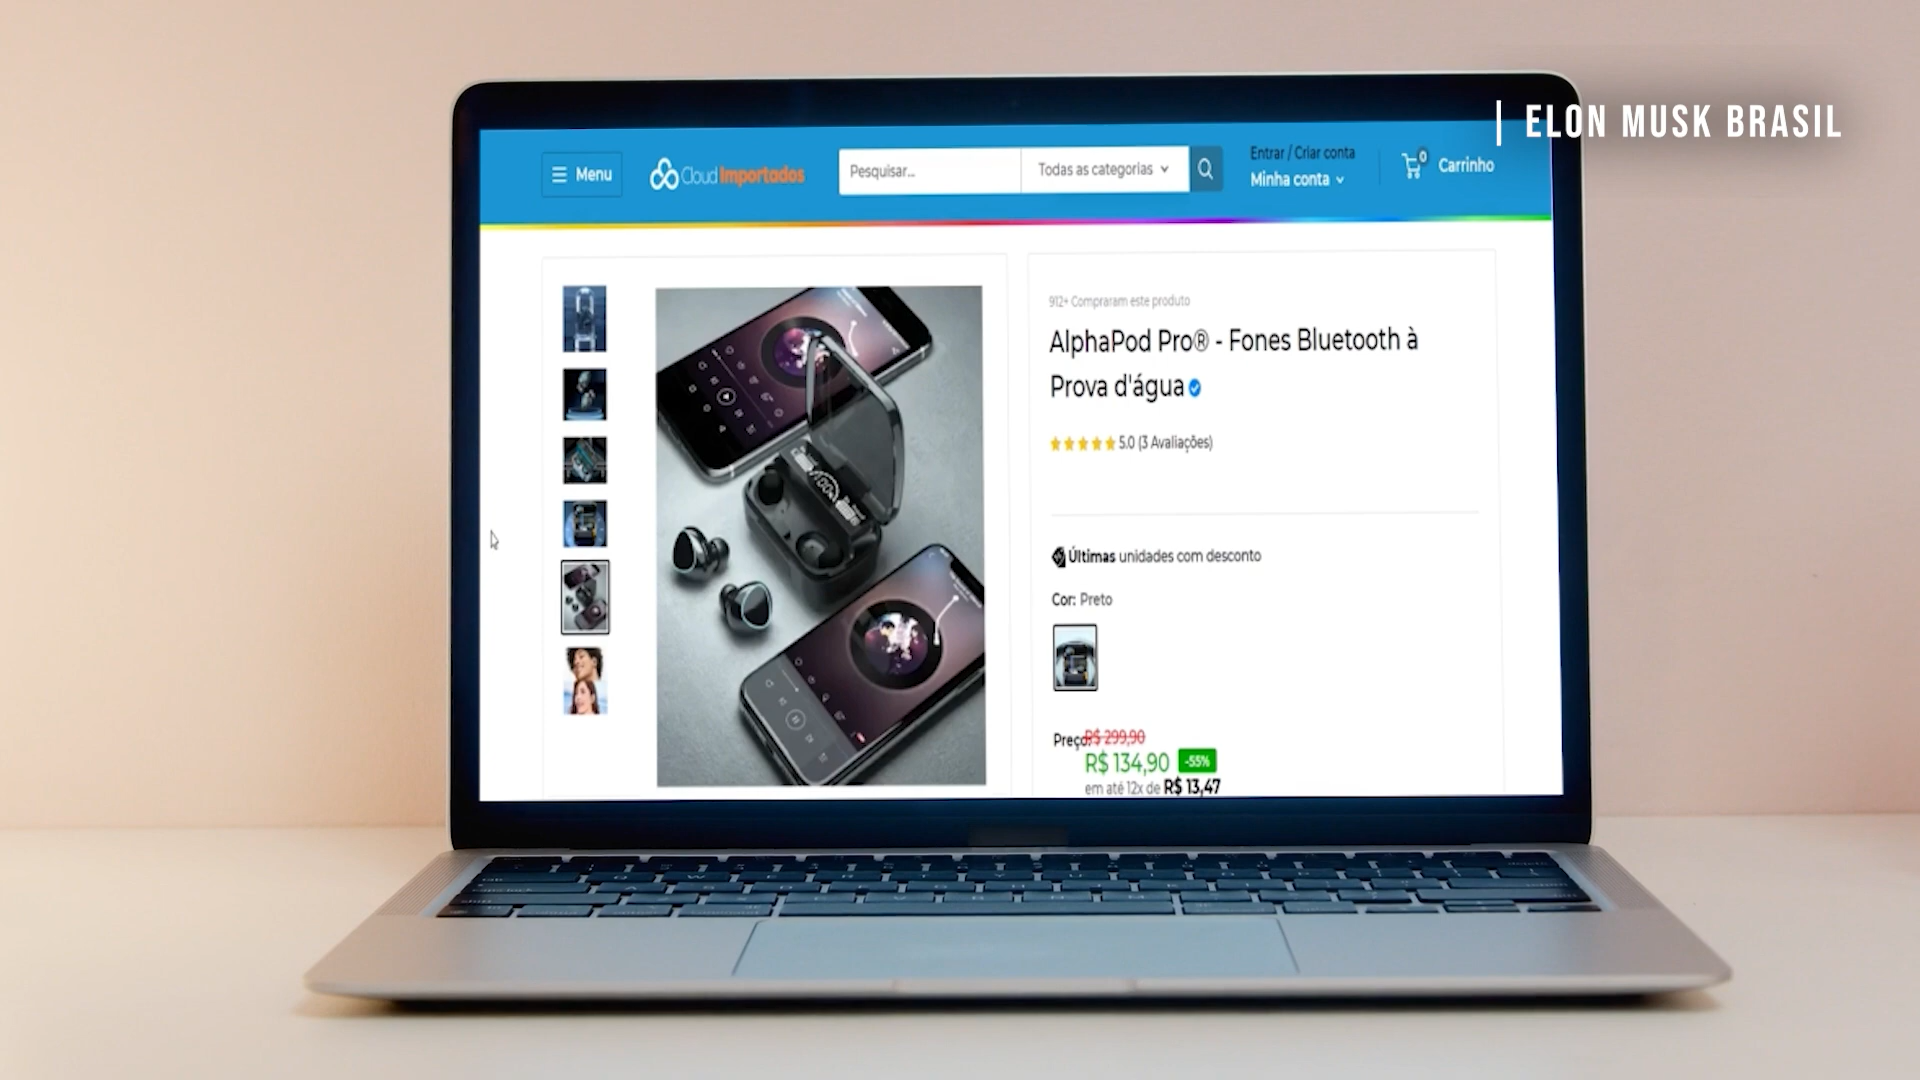 | ELON MUSK BRASIL
Menu
Cloud Importados
Pesquisar...
Todas as categorias
Entrar / Criar conta
Minha conta
0
Carrinho
912+ Compraram este produto
AlphaPod Pro® - Fones Bluetooth à
Prova d'água
5.0 (3 Avaliações)
Últimas unidades com desconto
Cor: Preto
Preço:
R$ 299,90
R$ 134,90 -55%
em até 12x de R$ 13,47